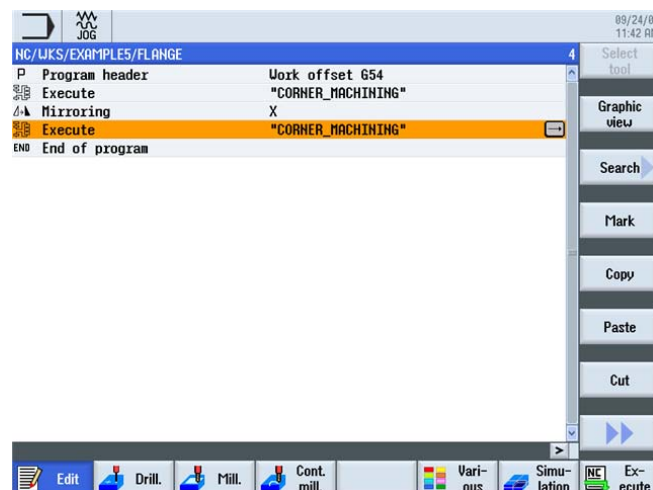 JOG
09/24/0
11:42 A
NC/WKS/EXAMPLE5/FLANGE 4
P Program header Work offset G54
Execute "CORNER_MACHINING"
Mirroring X
Execute "CORNER_MACHINING"
END End of program
Select
tool
Graphic
view
Search
Mark
Copy
Paste
Cut
Edit
Drill.
Mill.
Cont.
mill.
Vari-
ous
Simu-
lation
NC Ex-
ecute